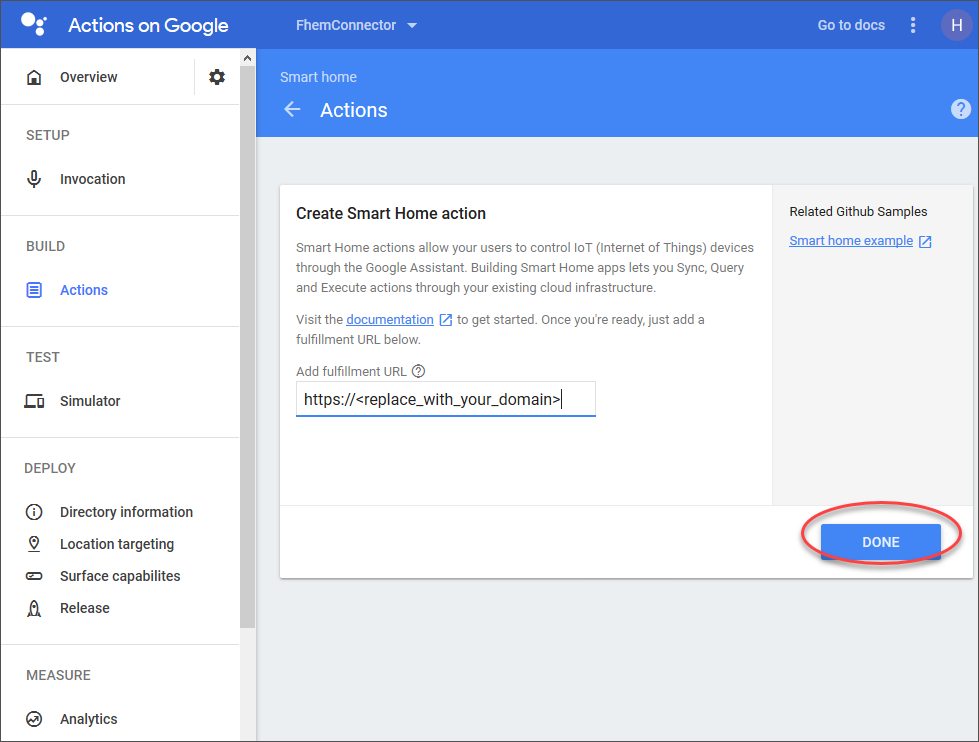 Actions on Google
FhemConnector
Go to docs
H
Overview
SETUP
Invocation
BUILD
Actions
TEST
Simulator
DEPLOY
Directory information
Location targeting
Surface capabilites
Release
MEASURE
Analytics
Smart home
Actions
?
Create Smart Home action
Smart Home actions allow your users to control IoT (Internet of Things) devices
through the Google Assistant. Building Smart Home apps lets you Sync, Query
and Execute actions through your existing cloud infrastructure.
Visit the documentation to get started. Once you're ready, just add a
fulfillment URL below.
Add fulfillment URL ?
https://<replace_with_your_domain>
Related Github Samples
Smart home example
DONE